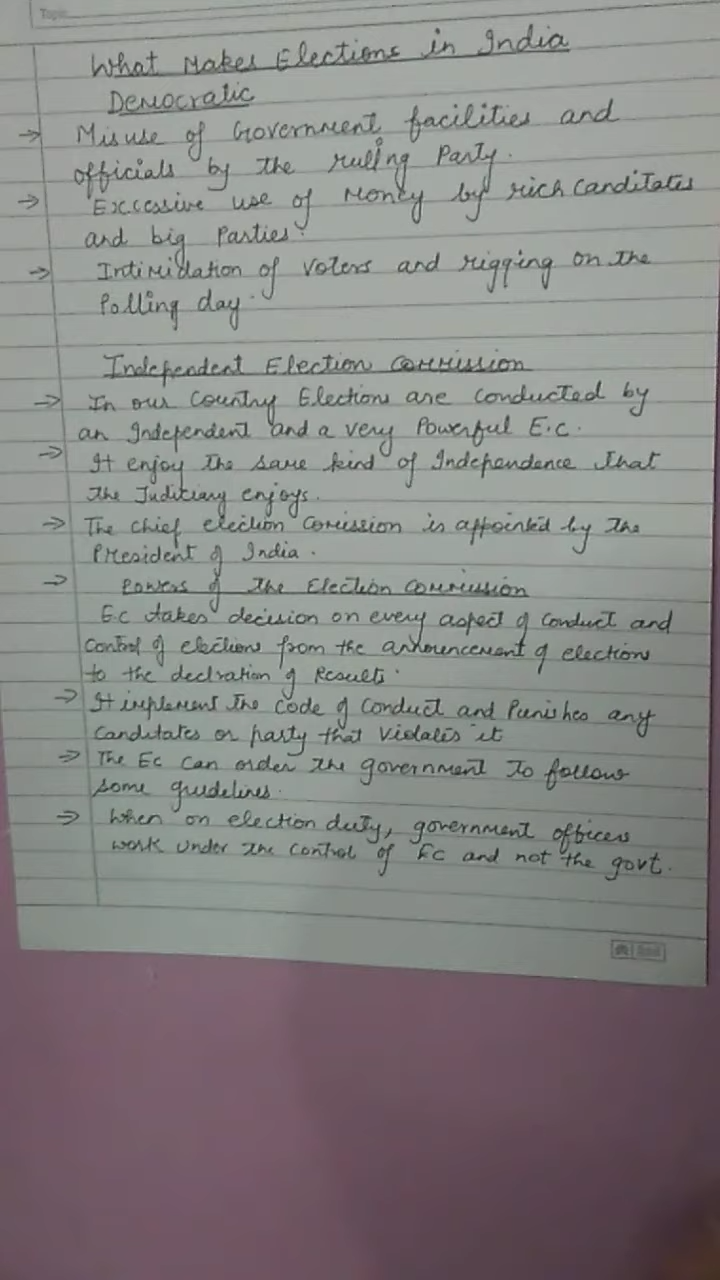 Topic
What Makes Elections in India
Democratic
→ Misuse of Government facilities and
officials by the ruling Party.
→ Excessive use of Money by rich canditates
and big Parties.
→ Intimidation of Voters and rigging on the
Polling day.
Independent Election Commission
→ In our Country Elections are conducted by
an Independent and a very Powerful E.C.
→ It enjoy the same kind of Independence that
the Judiciary enjoys.
→ The chief election Comission is appointed by the
President of India.
→ Powers of the Election Commission
E.C takes decision on every aspect of conduct and
control of elections from the announcement of elections
to the declration of Results.
→ It implement the code of conduct and Punishes any
Canditates or party that violates it
→ The EC can order the government to follow
some guidelines.
→ When on election duty, government officers
work under the control of EC and not the govt.